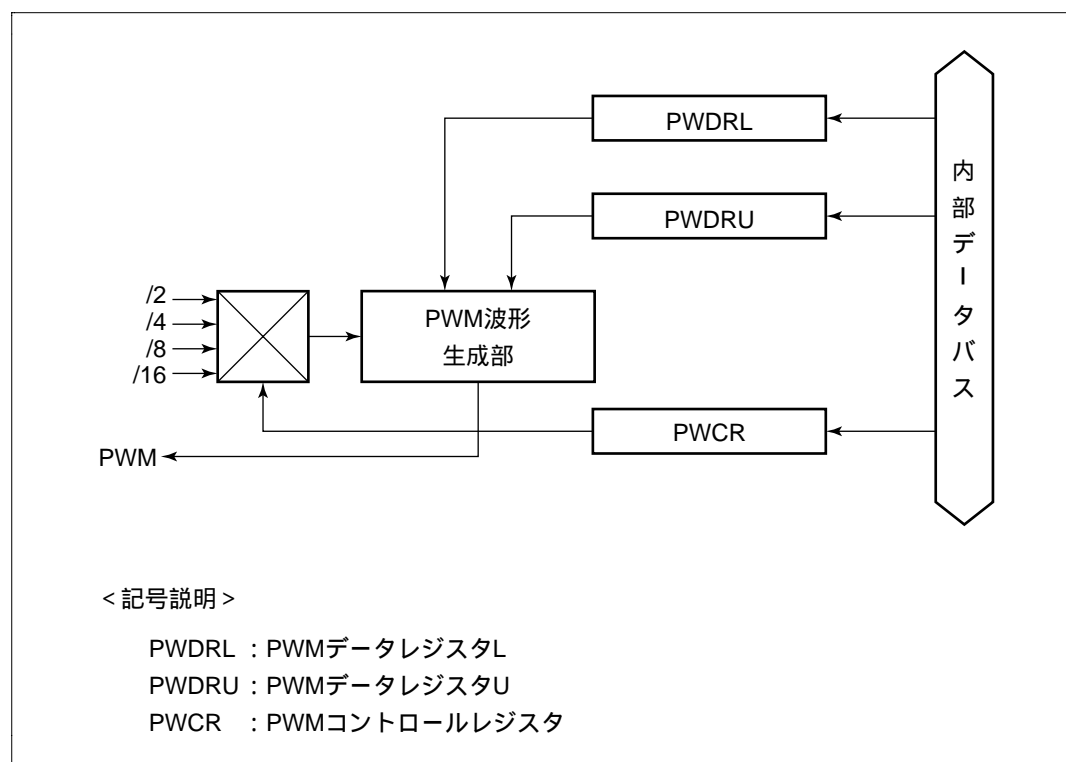 PWDRL
PWDRU
内部データバス
/2
/4
/8
/16
PWM波形
生成部
PWCR
PWM
<記号説明>
PWDRL :PWMデータレジスタL
PWDRU :PWMデータレジスタU
PWCR :PWMコントロールレジスタ